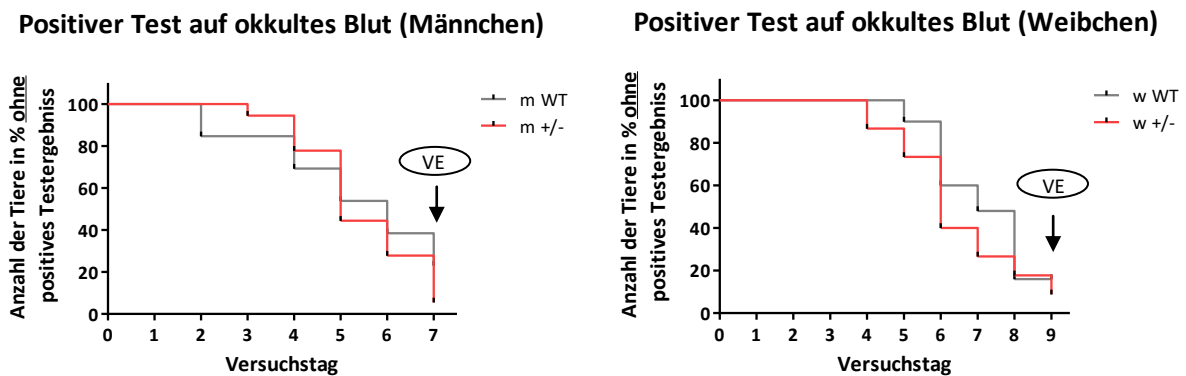 Positiver Test auf okkultes Blut (Männchen)
Anzahl der Tiere in % ohne
positives Testergebniss
100
80
60
40
20
0
0 1 2 3 4 5 6 7
Versuchstag
VE
m WT
m +/-
Positiver Test auf okkultes Blut (Weibchen)
Anzahl der Tiere in % ohne
positives Testergebniss
100
80
60
40
20
0
0 1 2 3 4 5 6 7 8 9
Versuchstag
VE
w WT
w +/-